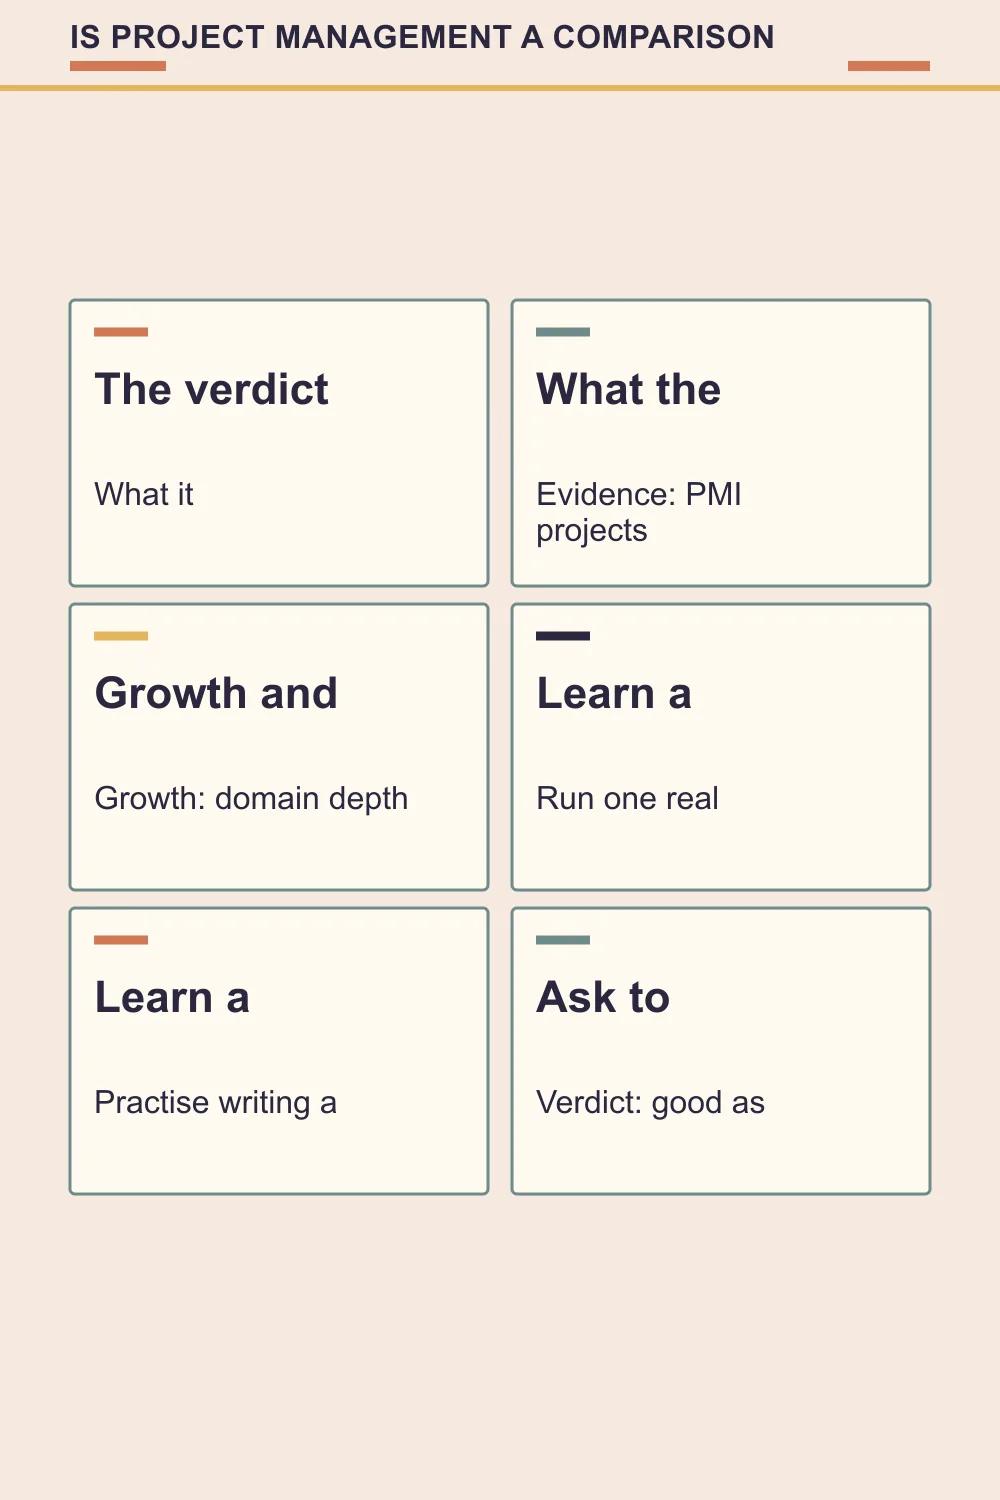 IS PROJECT MANAGEMENT A COMPARISON
The verdict
What it
What the
Evidence: PMI
projects
Growth and
Growth: domain depth
Learn a
Run one real
Learn a
Practise writing a
Ask to
Verdict: good as